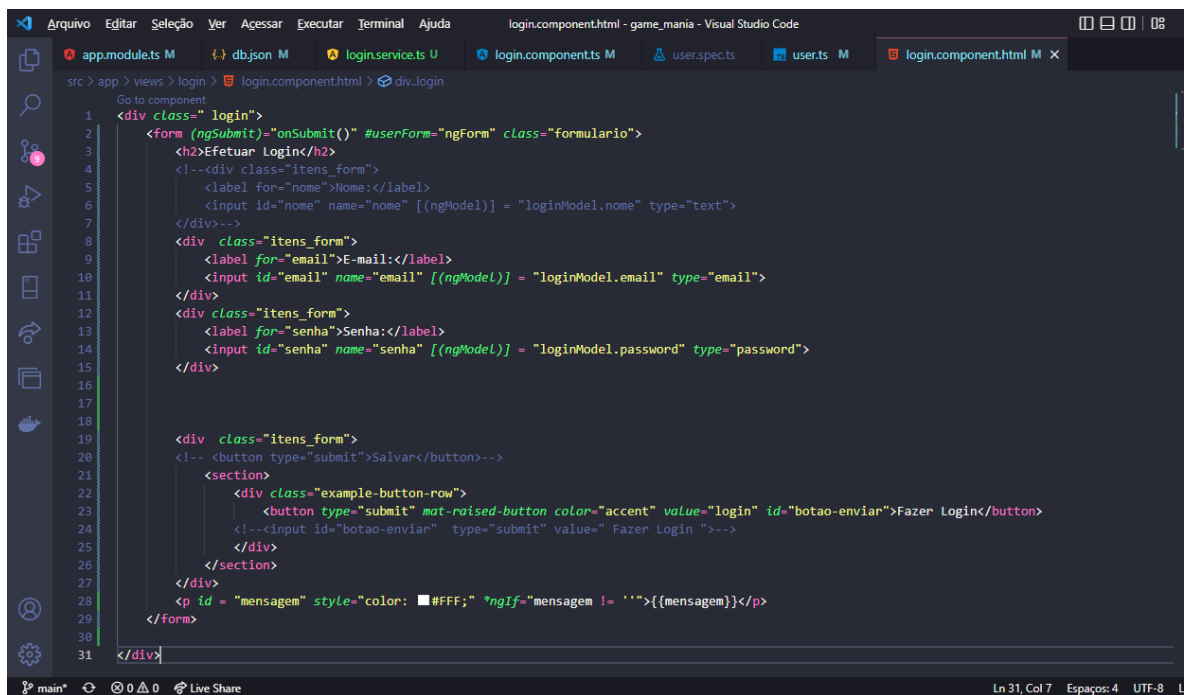 Arquivo Editar Seleção Ver Acessar Executar Terminal Ajuda login.component.html - game_mania - Visual Studio Code
app.module.ts M db.json M login.service.ts U login.component.ts M user.spec.ts user.ts M login.component.html M
src > app > views > login > login.component.html > div..login
Go to component
1 <div class=" login">
2 <form (ngSubmit)="onSubmit()" #userForm="ngForm" class="formulario">
3 <h2>Efetuar Login</h2>
4 <!--<div class="itens_form">
5 <label for="nome">Nome:</label>
6 <input id="nome" name="nome" [(ngModel)] = "loginModel.nome" type="text">
7 </div>-->
8 <div  class="itens_form">
9 <label for="email">E-mail:</label>
10 <input id="email" name="email" [(ngModel)] = "loginModel.email" type="email">
11 </div>
12 <div class="itens_form">
13 <label for="senha">Senha:</label>
14 <input id="senha" name="senha" [(ngModel)] = "loginModel.password" type="password">
15 </div>
16
17
18
19 <div  class="itens_form">
20 <!-- <button type="submit">Salvar</button>-->
21 <section>
22 <div class="example-button-row">
23 <button type="submit" mat-raised-button color="accent" value="login" id="botao-enviar">Fazer Login</button>
24 <!--<input id="botao-enviar"  type="submit" value=" Fazer Login ">-->
25 </div>
26 </section>
27 </div>
28 <p id = "mensagem" style="color: #FFF;" *ngIf="mensagem != ''">{{mensagem}}</p>
29 </form>
30
31 </div>
9
main* 0 0 Live Share Ln 31, Col 7 Espaços: 4 UTF-8